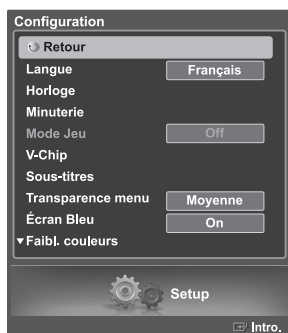 Configuration
Retour
Langue Français
Horloge
Minuterie
Mode Jeu Off
V-Chip
Sous-titres
Transparence menu Moyenne
Écran Bleu On
▼Faibl. couleurs
Setup
Intro.